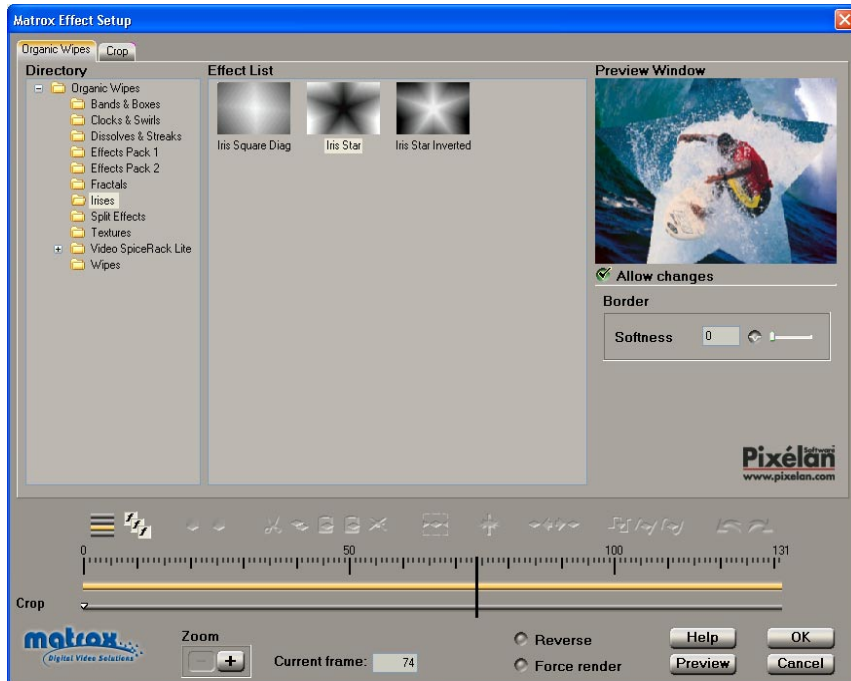 Matrox Effect Setup
Organic Wipes
Crop
Directory
Effect List
Preview Window
Organic Wipes
Bands & Boxes
Clocks & Swirls
Dissolves & Streaks
Effects Pack 1
Effects Pack 2
Fractals
Irises
Split Effects
Textures
Video SpiceRack Lite
Wipes
Iris Square Diag
Iris Star
Iris Star Inverted
Allow changes
Border
Softness
0
Pixélan
Software
www.pixelan.com
0
50
100
131
Crop
matrox
Digital Video Solutions
Zoom
Current frame:
74
Reverse
Force render
Help
OK
Preview
Cancel